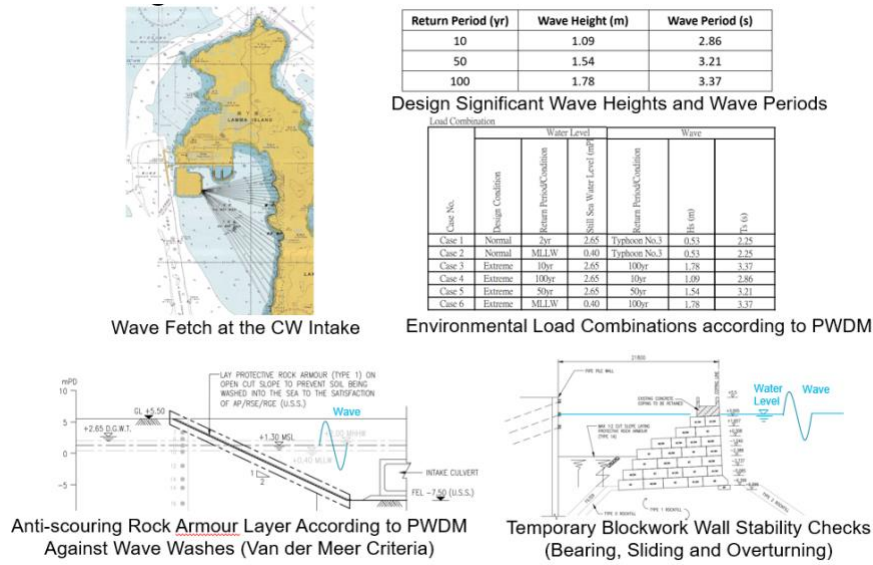 Return Period (yr) Wave Height (m) Wave Period (s)
10 1.09 2.86
50 1.54 3.21
100 1.78 3.37
Design Significant Wave Heights and Wave Periods
LAMMA ISLAND
Wave Fetch at the CW Intake
Load Combination
Water Level Wave
Case No. Design Condition Return Period/Condition Still Sea Water Level (mPD) Return Period/Condition Hs (m) Ts (s)
Case 1 Normal 2yr 2.65 Typhoon No.3 0.53 2.25
Case 2 Normal MLLW 0.40 Typhoon No.3 0.53 2.25
Case 3 Extreme 10yr 2.65 100yr 1.78 3.37
Case 4 Extreme 100yr 2.65 10yr 1.09 2.86
Case 5 Extreme 50yr 2.65 50yr 1.54 3.21
Case 6 Extreme MLLW 0.40 100yr 1.78 3.37
Environmental Load Combinations according to PWDM
mPD
10
5
0
-5
LAY PROTECTIVE ROCK ARMOUR (TYPE 1) ON
OPEN CUT SLOPE TO PREVENT SOIL BEING
WASHED INTO THE SEA TO THE SATISFACTION
OF AP/RSE/RGE (U.S.S.)
GL +5.50
+2.65 D.G.W.T.
+1.30 MSL
Wave
+0.40 MLLW
1
2
INTAKE CULVERT
FEL -7.50 (U.S.S.)
Anti-scouring Rock Armour Layer According to PWDM
Against Wave Washes (Van der Meer Criteria)
PIPE PILE WALL
Water
Level
Wave
TYPE 1 ROCKFILL
Temporary Blockwork Wall Stability Checks
(Bearing, Sliding and Overturning)